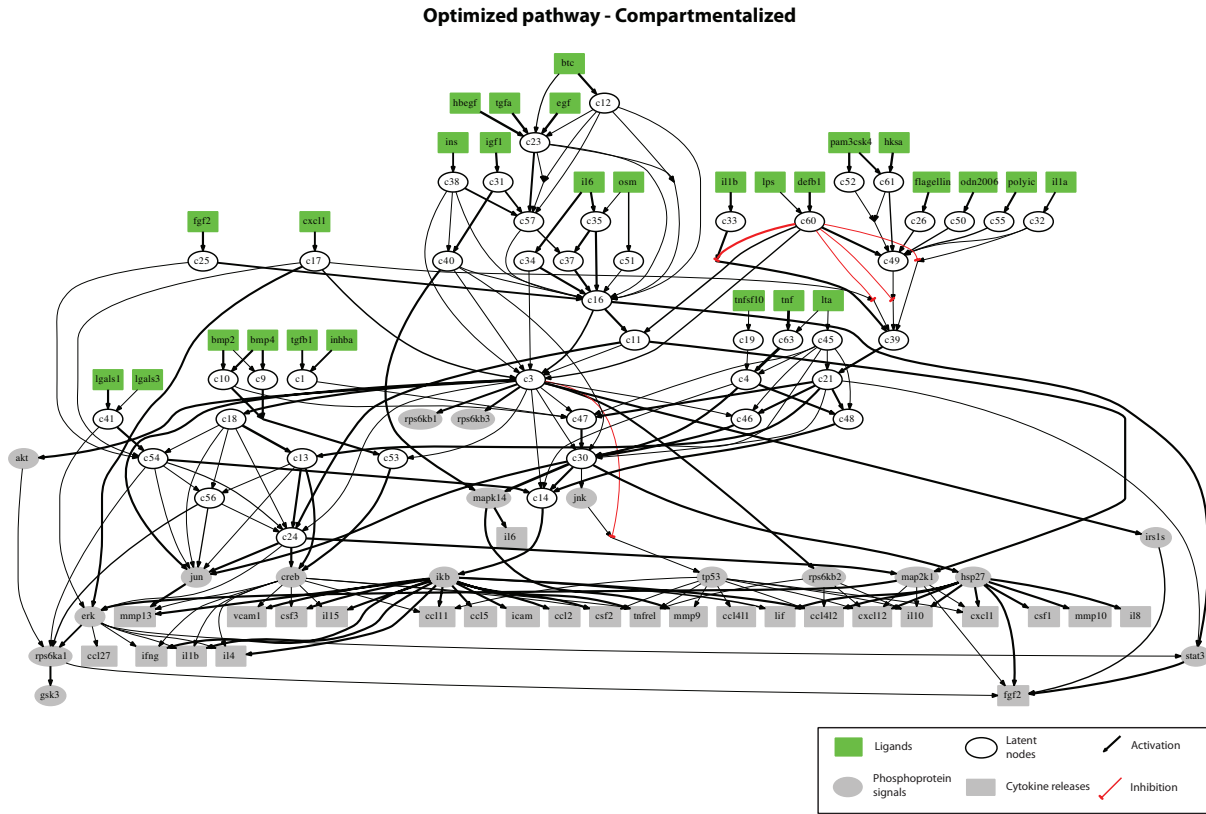 Optimized pathway - Compartmentalized
btc
hbegf tgfa egf c12
ins igf1 c23 pam3csk4 hksa
c38 c31 il6 osm il1b lps defb1 c52 c61 flagellin odn2006 polyic il1a
fgf2 cxcl1 c57 c35 c33 c60 c26 c50 c55 c32
c25 c17 c40 c34 c37 c51 c49
c16 tnfsf10 tnf lta
bmp2 bmp4 tgfb1 inhba c11 c19 c63 c45 c39
lgals1 lgals3 c10 c9 c1 c3 c4 c21
c41 c18 rps6kb1 rps6kb3 c47 c46 c48
akt c54 c13 c53 c30
c56 mapk14 c14 jnk
c24 il6 irs1s
jun creb ikb tp53 rps6kb2 map2k1 hsp27
erk mmp13 vcam1 csf3 il15 ccl11 ccl5 icam ccl2 csf2 tnfrel mmp9 ccl4l1 lif ccl4l2 cxcl12 il10 cxcl1 csf1 mmp10 il8
rps6ka1 ccl27 ifng il1b il4 stat3
gsk3 fgf2
Ligands
Latent
nodes
Activation
Phosphoprotein
signals
Cytokine releases
Inhibition